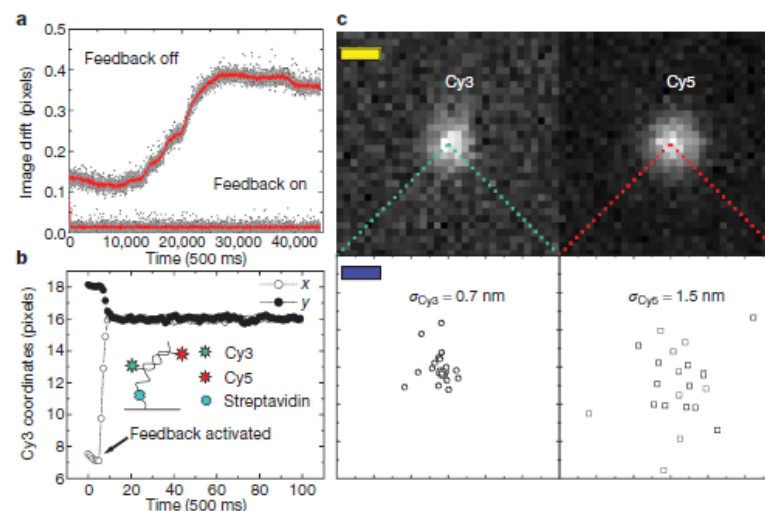 a
Image drift (pixels)
0.5
0.4
0.3
0.2
0.1
0.0
Feedback off
Feedback on
0 10,000 20,000 30,000 40,000
Time (500 ms)
b
Cy3 coordinates (pixels)
18
16
14
12
10
8
6
x
y
Cy3
Cy5
Streptavidin
Feedback activated
0 20 40 60 80 100
Time (500 ms)
c
Cy3 Cy5
σCy3 = 0.7 nm σCy5 = 1.5 nm